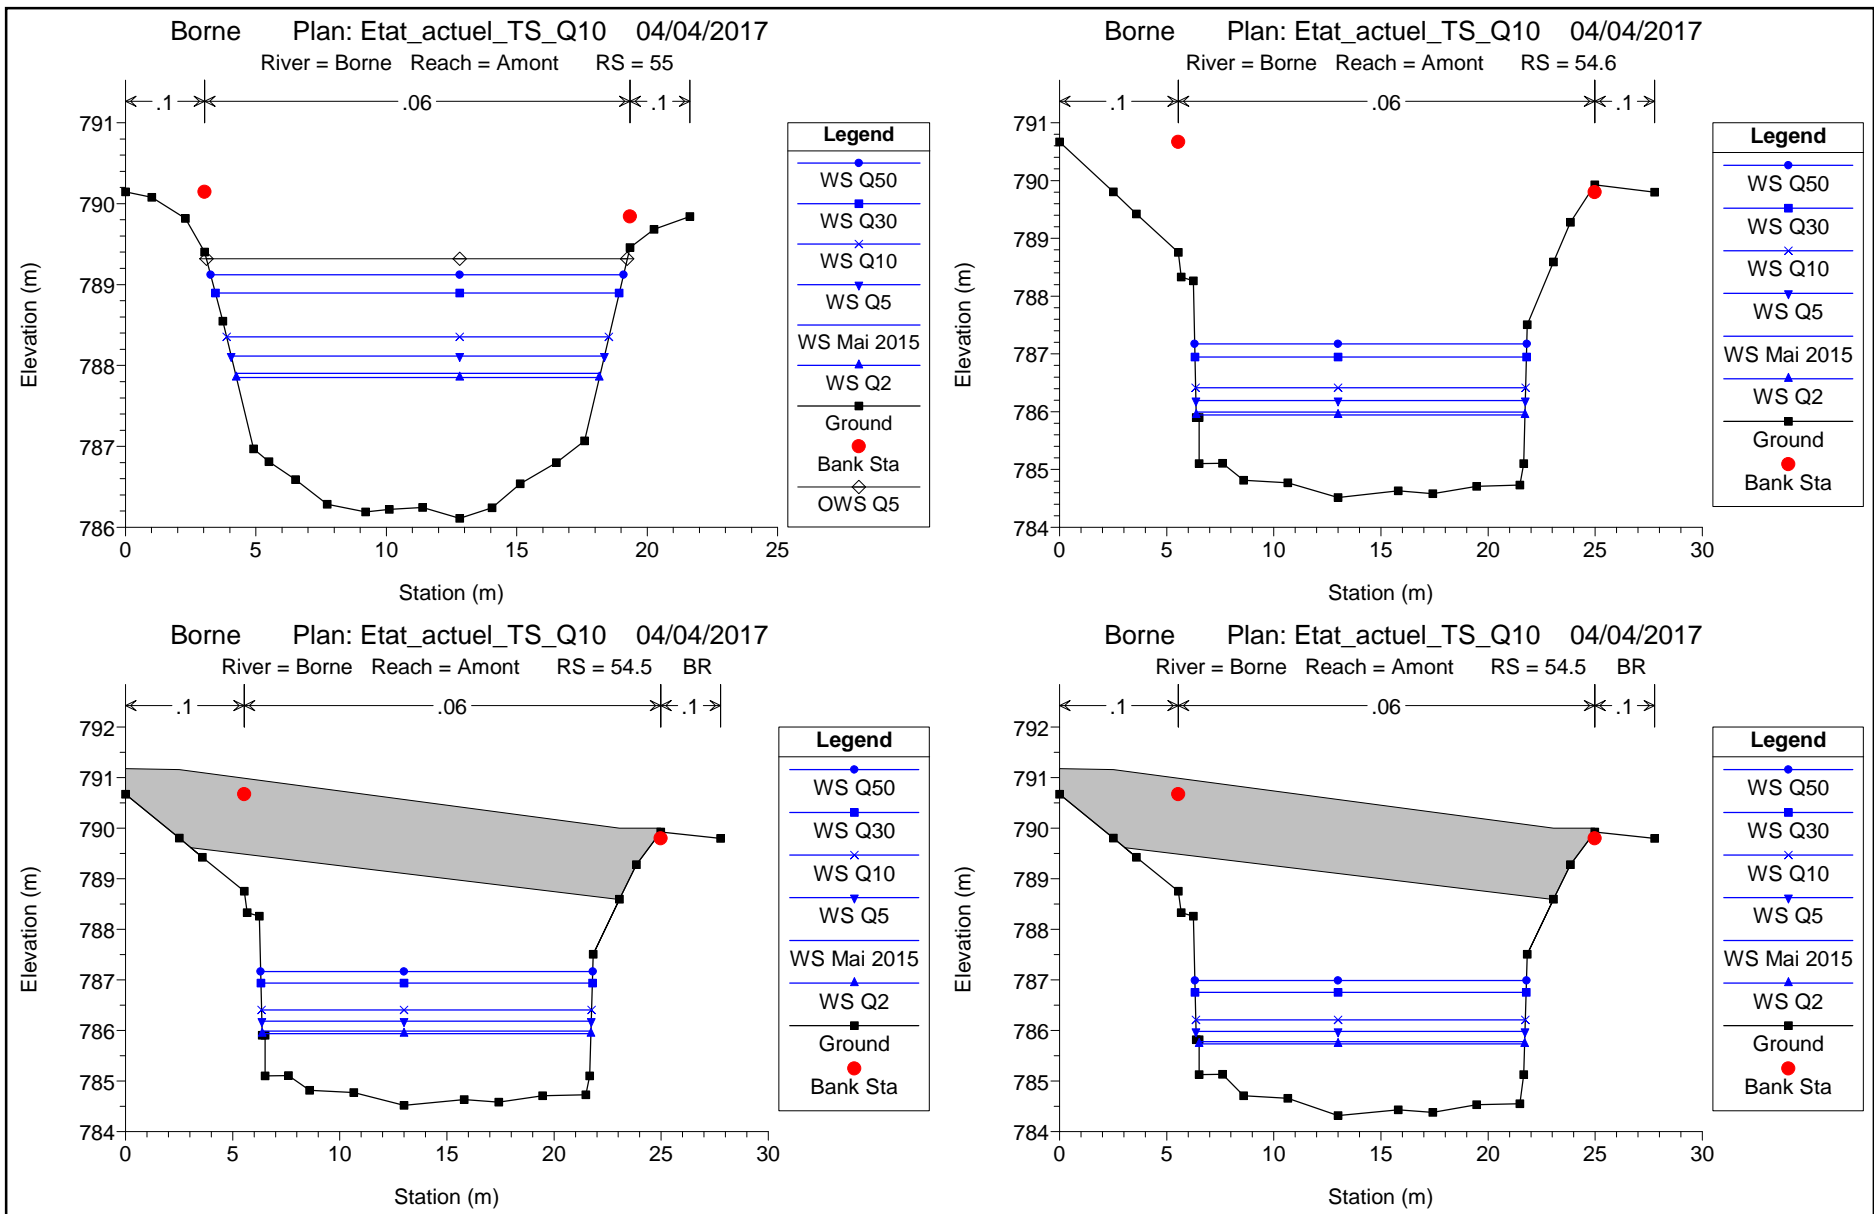 Borne Plan: Etat_actuel_TS_Q10 04/04/2017
River = Borne Reach = Amont RS = 55
.1 .06 .1
791
790
789
788
787
786
0 5 10 15 20 25
Station (m)
Elevation (m)
Legend
WS Q50
WS Q30
WS Q10
WS Q5
WS Mai 2015
WS Q2
Ground
Bank Sta
OWS Q5
Borne Plan: Etat_actuel_TS_Q10 04/04/2017
River = Borne Reach = Amont RS = 54.6
.1 .06 .1
791
790
789
788
787
786
785
784
0 5 10 15 20 25 30
Station (m)
Elevation (m)
Legend
WS Q50
WS Q30
WS Q10
WS Q5
WS Mai 2015
WS Q2
Ground
Bank Sta
Borne Plan: Etat_actuel_TS_Q10 04/04/2017
River = Borne Reach = Amont RS = 54.5 BR
.1 .06 .1
792
791
790
789
788
787
786
785
784
0 5 10 15 20 25 30
Station (m)
Elevation (m)
Legend
WS Q50
WS Q30
WS Q10
WS Q5
WS Mai 2015
WS Q2
Ground
Bank Sta
Borne Plan: Etat_actuel_TS_Q10 04/04/2017
River = Borne Reach = Amont RS = 54.5 BR
.1 .06 .1
792
791
790
789
788
787
786
785
784
0 5 10 15 20 25 30
Station (m)
Elevation (m)
Legend
WS Q50
WS Q30
WS Q10
WS Q5
WS Mai 2015
WS Q2
Ground
Bank Sta